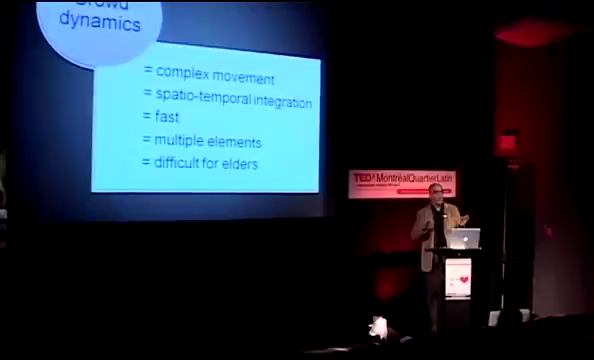 Crowd
dynamics
= complex movement
= spatio-temporal integration
= fast
= multiple elements
= difficult for elders
TEDxMontréalQuartierLatin